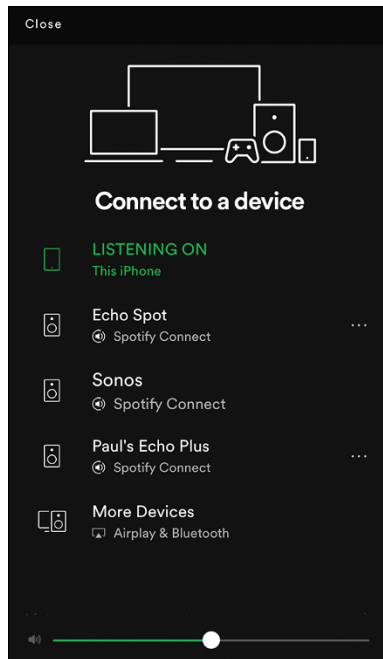 Close
Connect to a device
LISTENING ON
This iPhone
Echo Spot
Spotify Connect
Sonos
Spotify Connect
Paul's Echo Plus
Spotify Connect
More Devices
Airplay & Bluetooth